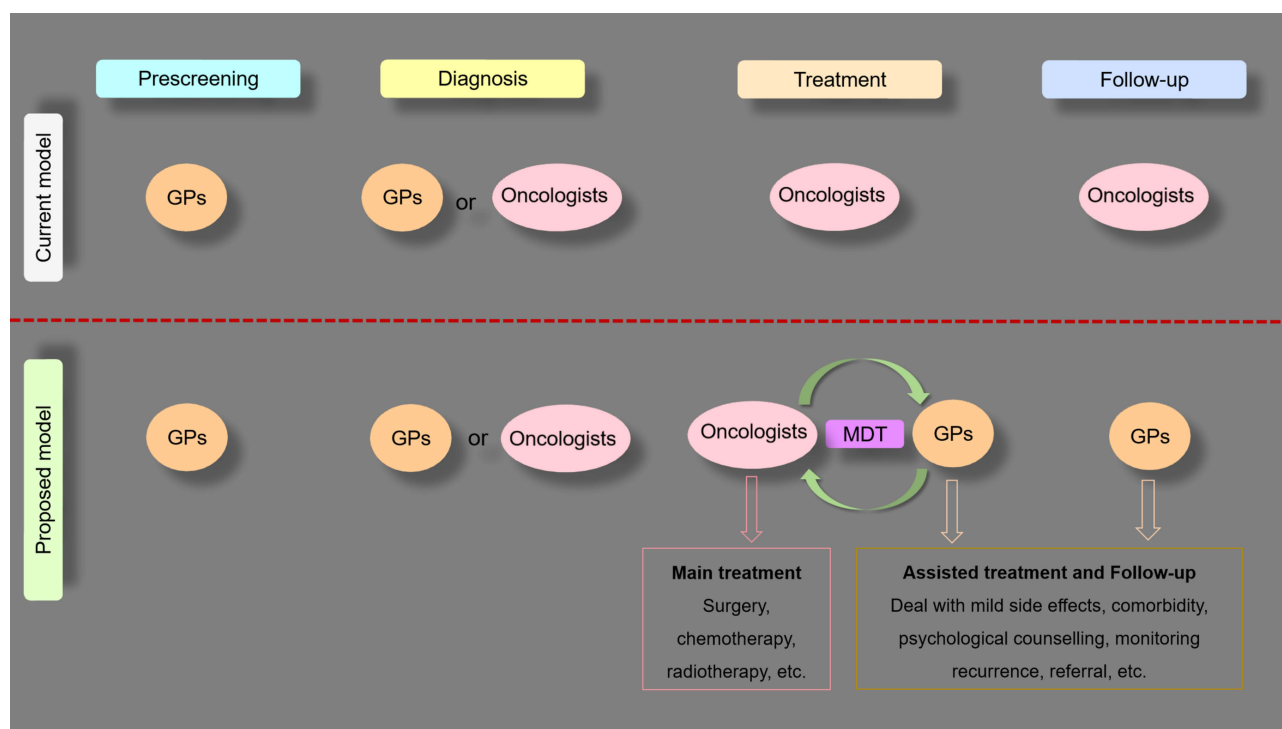 Prescreening
Diagnosis
Treatment
Follow-up
Current model
GPs
GPs or Oncologists
Oncologists
Oncologists
Proposed model
GPs
GPs or Oncologists
Oncologists MDT GPs
GPs
Main treatment
Surgery,
chemotherapy,
radiotherapy, etc.
Assisted treatment and Follow-up
Deal with mild side effects, comorbidity,
psychological counselling, monitoring
recurrence, referral, etc.